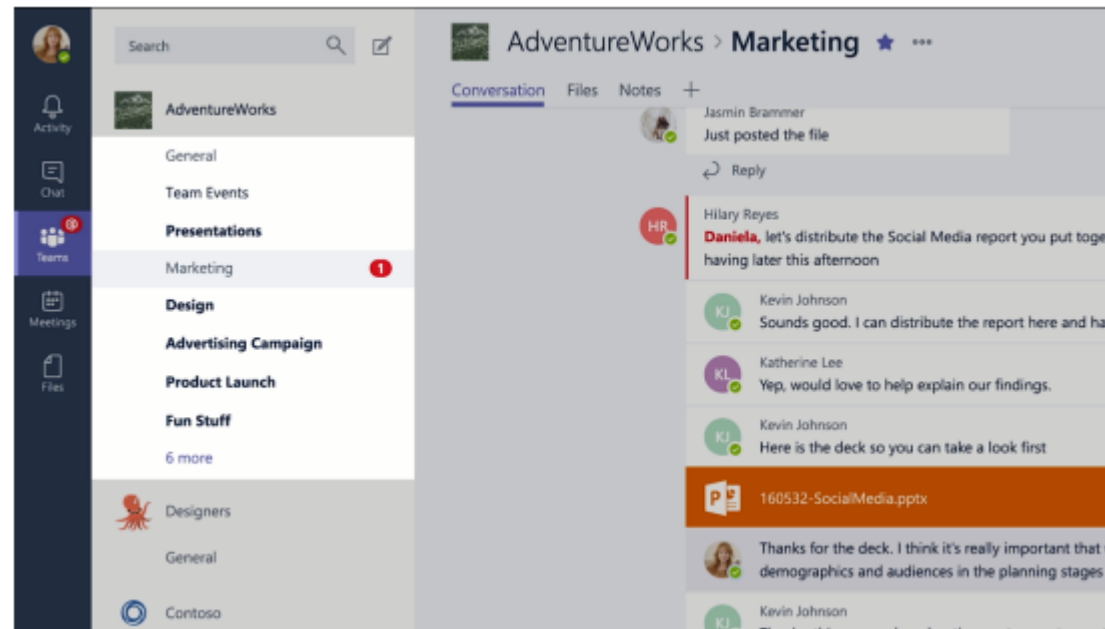 Search
Activity
Chat
Teams
Meetings
Files
AdventureWorks
General
Team Events
Presentations
Marketing 1
Design
Advertising Campaign
Product Launch
Fun Stuff
6 more
Designers
General
Contoso
AdventureWorks > Marketing
Conversation Files Notes +
Jasmin Brammer
Just posted the file
Reply
HR
Hilary Reyes
Daniela, let's distribute the Social Media report you put toge
having later this afternoon
KJ
Kevin Johnson
Sounds good. I can distribute the report here and ha
KL
Katherine Lee
Yep, would love to help explain our findings.
KJ
Kevin Johnson
Here is the deck so you can take a look first
P
160532-SocialMedia.pptx
Thanks for the deck. I think it's really important that
demographics and audiences in the planning stages
KJ
Kevin Johnson